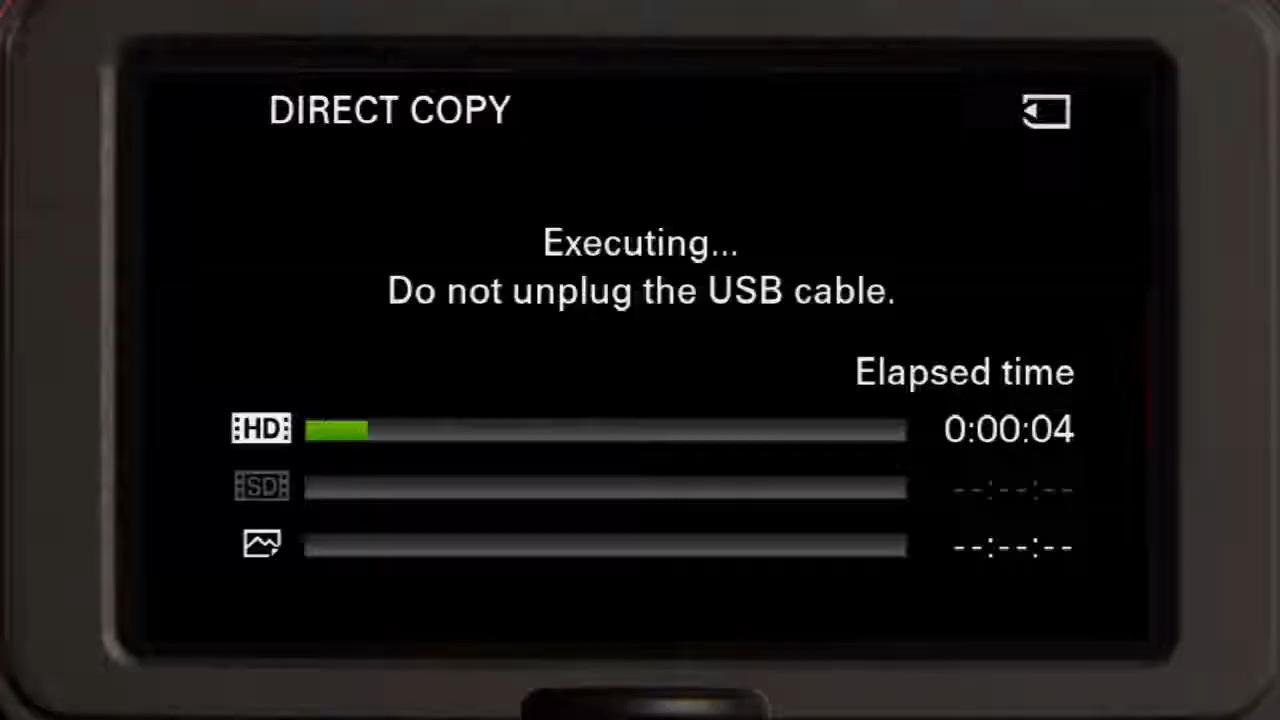 DIRECT COPY
Executing...
Do not unplug the USB cable.
Elapsed time
HD 0:00:04
SD --:--:--
--:--:--